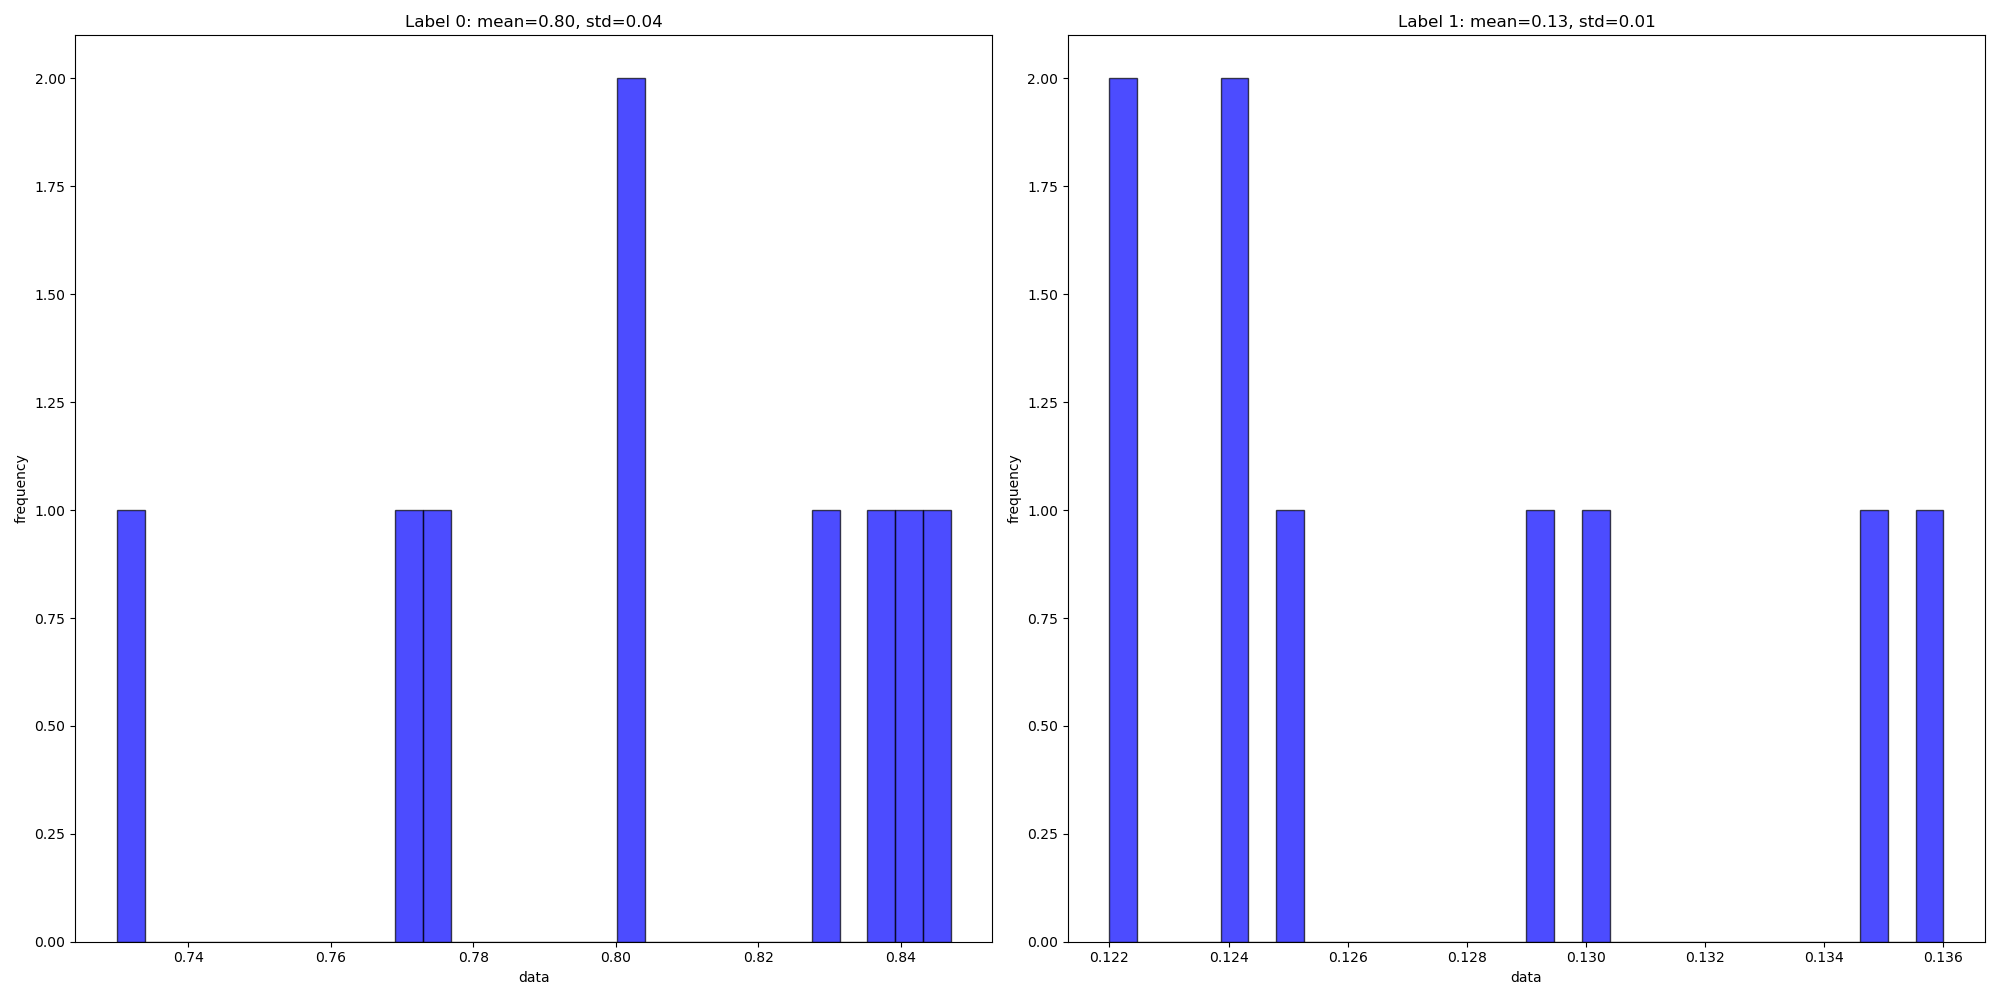 Label 0: mean=0.80, std=0.04
2.00
1.75
1.50
1.25
1.00
0.75
0.50
0.25
0.00
frequency
0.74 0.76 0.78 0.80 0.82 0.84
data
Label 1: mean=0.13, std=0.01
2.00
1.75
1.50
1.25
1.00
0.75
0.50
0.25
0.00
frequency
0.122 0.124 0.126 0.128 0.130 0.132 0.134 0.136
data